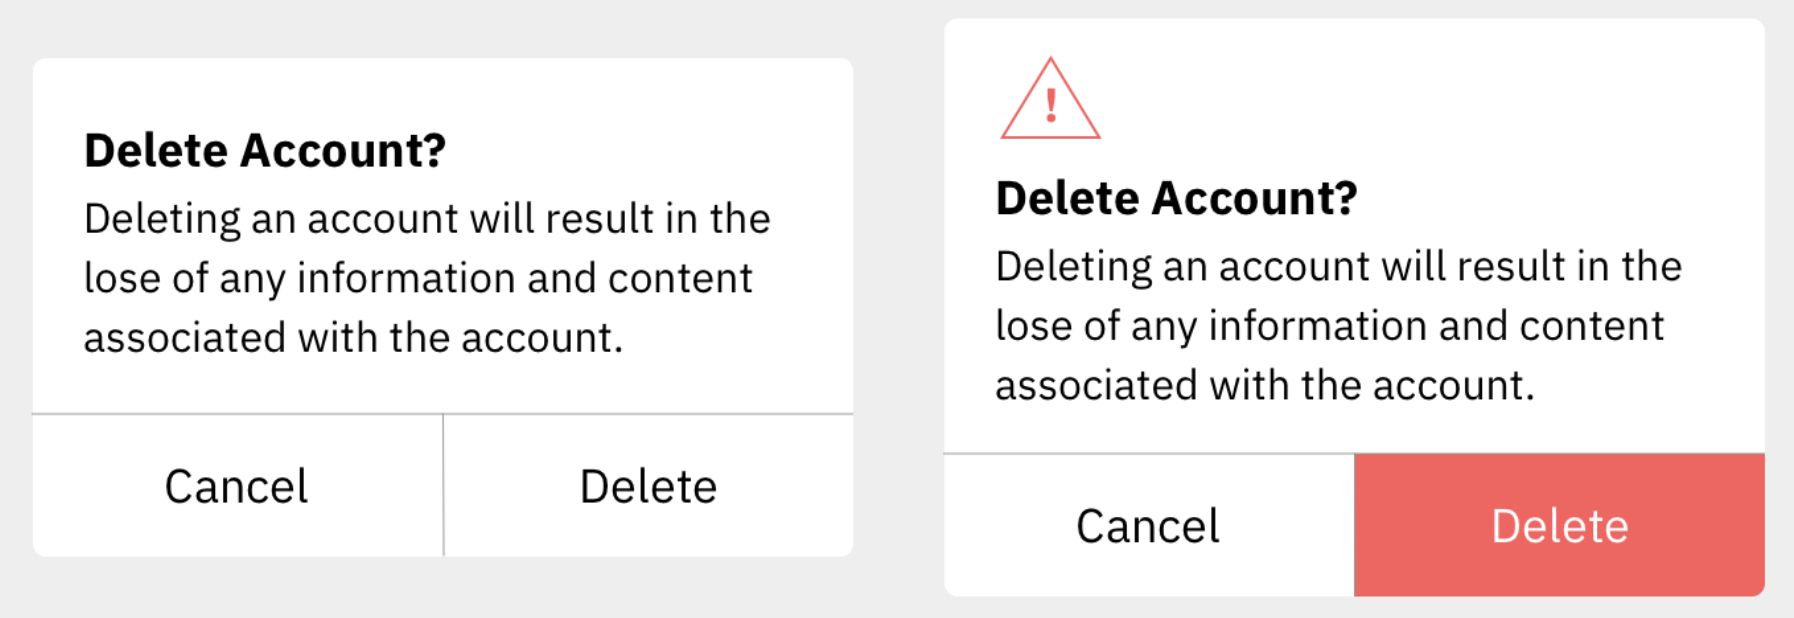 Delete Account?
Deleting an account will result in the
lose of any information and content
associated with the account.
Cancel
Delete
!
Delete Account?
Deleting an account will result in the
lose of any information and content
associated with the account.
Cancel
Delete